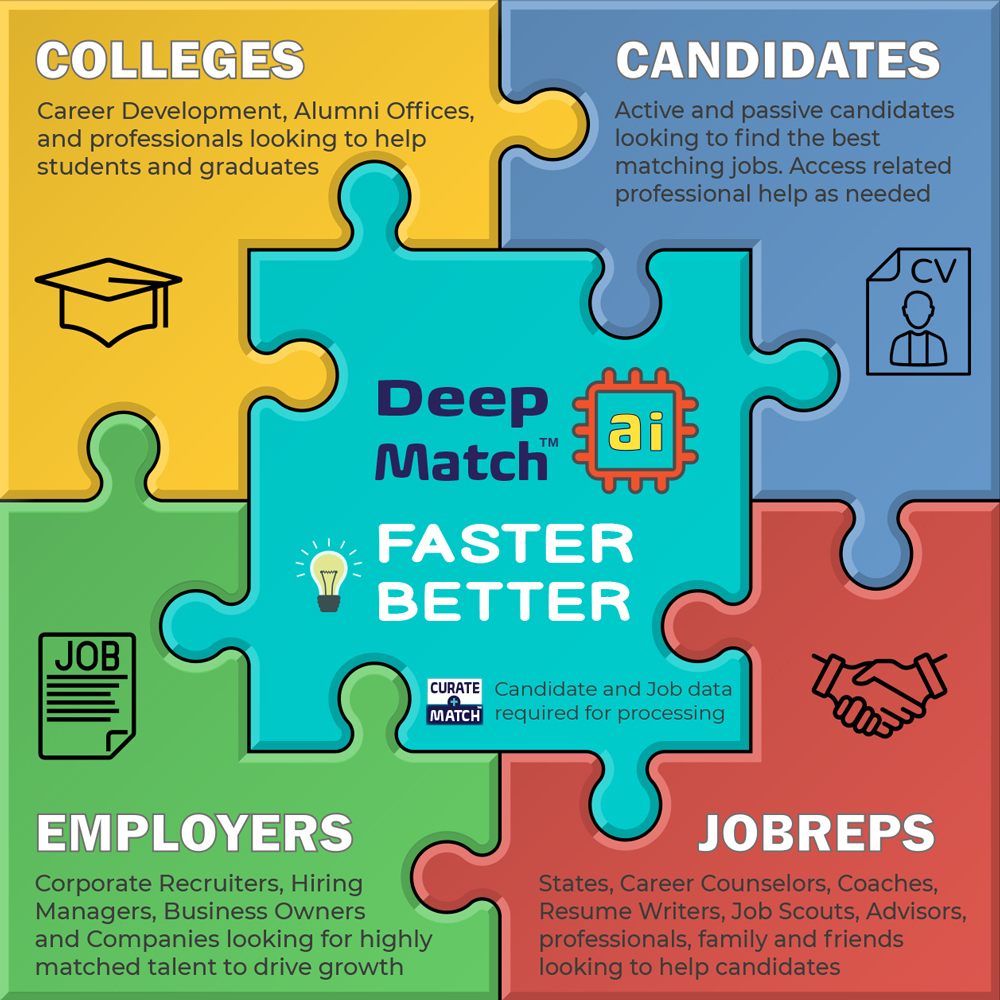 COLLEGES
Career Development, Alumni Offices,
and professionals looking to help
students and graduates
CANDIDATES
Active and passive candidates
looking to find the best
matching jobs. Access related
professional help as needed
CV
Deep
Match™
ai
FASTER
BETTER
CURATE
+
MATCH™
Candidate and Job data
required for processing
JOB
EMPLOYERS
Corporate Recruiters, Hiring
Managers, Business Owners
and Companies looking for highly
matched talent to drive growth
JOBREPS
States, Career Counselors, Coaches,
Resume Writers, Job Scouts, Advisors,
professionals, family and friends
looking to help candidates